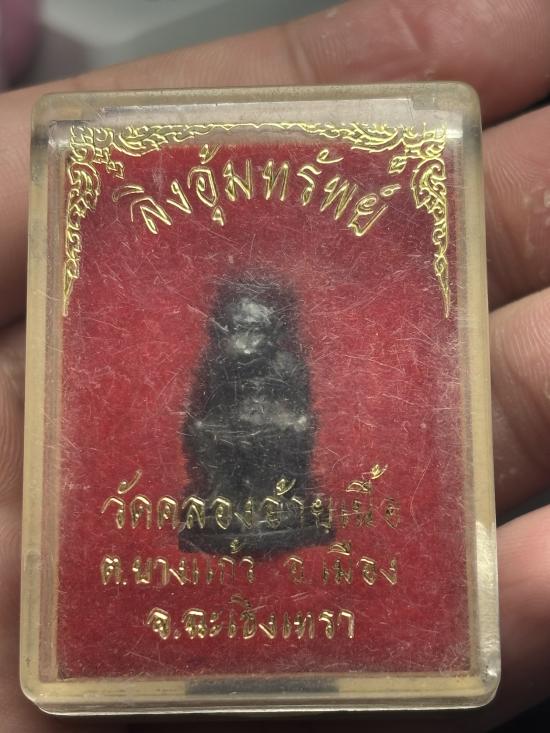 ลิงอุ้มทรัพย์
วัดคลองอ้ายเนื้อ
ต.บางแก้ว อ.เมือง
จ.ฉะเชิงเทรา